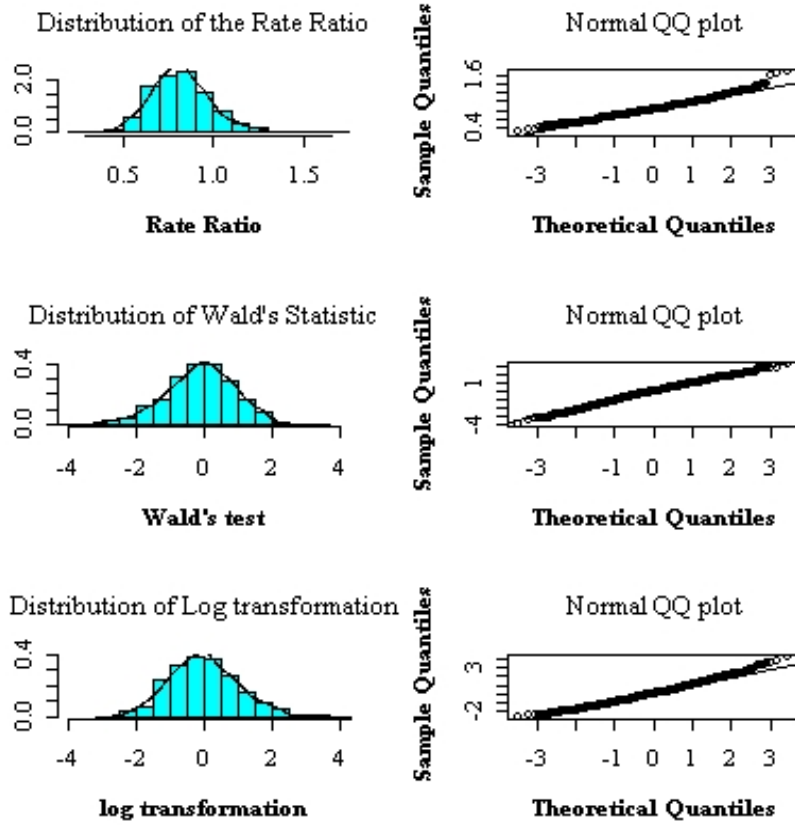 Distribution of the Rate Ratio
2.0
0.0
0.5 1.0 1.5
Rate Ratio
Normal QQ plot
Sample Quantiles
1.6
0.4
-3 -1 0 1 2 3
Theoretical Quantiles
Distribution of Wald's Statistic
0.4
0.0
-4 -2 0 2 4
Wald's test
Normal QQ plot
Sample Quantiles
1
-4
-3 -1 0 1 2 3
Theoretical Quantiles
Distribution of Log transformation
0.4
0.0
-4 -2 0 2 4
log transformation
Normal QQ plot
Sample Quantiles
3
-2
-3 -1 0 1 2 3
Theoretical Quantiles